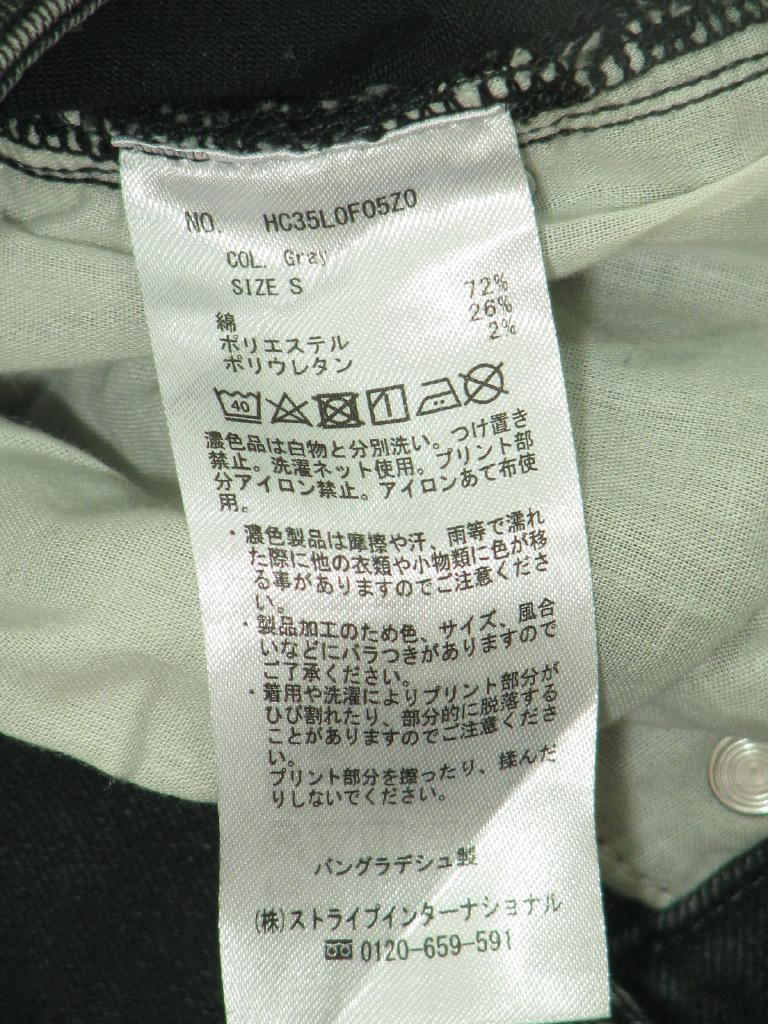 NO. HC35L0F05Z0
COL. Gray
SIZE S
綿 72%
ポリエステル 26%
ポリウレタン 2%
40
濃色品は白物と分別洗い。つけ置き
禁止。洗濯ネット使用。プリント部
分アイロン禁止。アイロンあて布使
用。
・濃色製品は摩擦や汗、雨等で濡れ
た際に他の衣類や小物類に色が移
る事がありますのでご注意くださ
い。
・製品加工のため色、サイズ、風合
いなどにバラつきがありますので
ご了承ください。
・着用や洗濯によりプリント部分が
ひび割れたり、部分的に脱落する
ことがありますのでご注意くださ
い。
プリント部分を擦ったり、揉んだ
りしないでください。
バングラデシュ製
(株)ストライプインターナショナル
0120-659-591